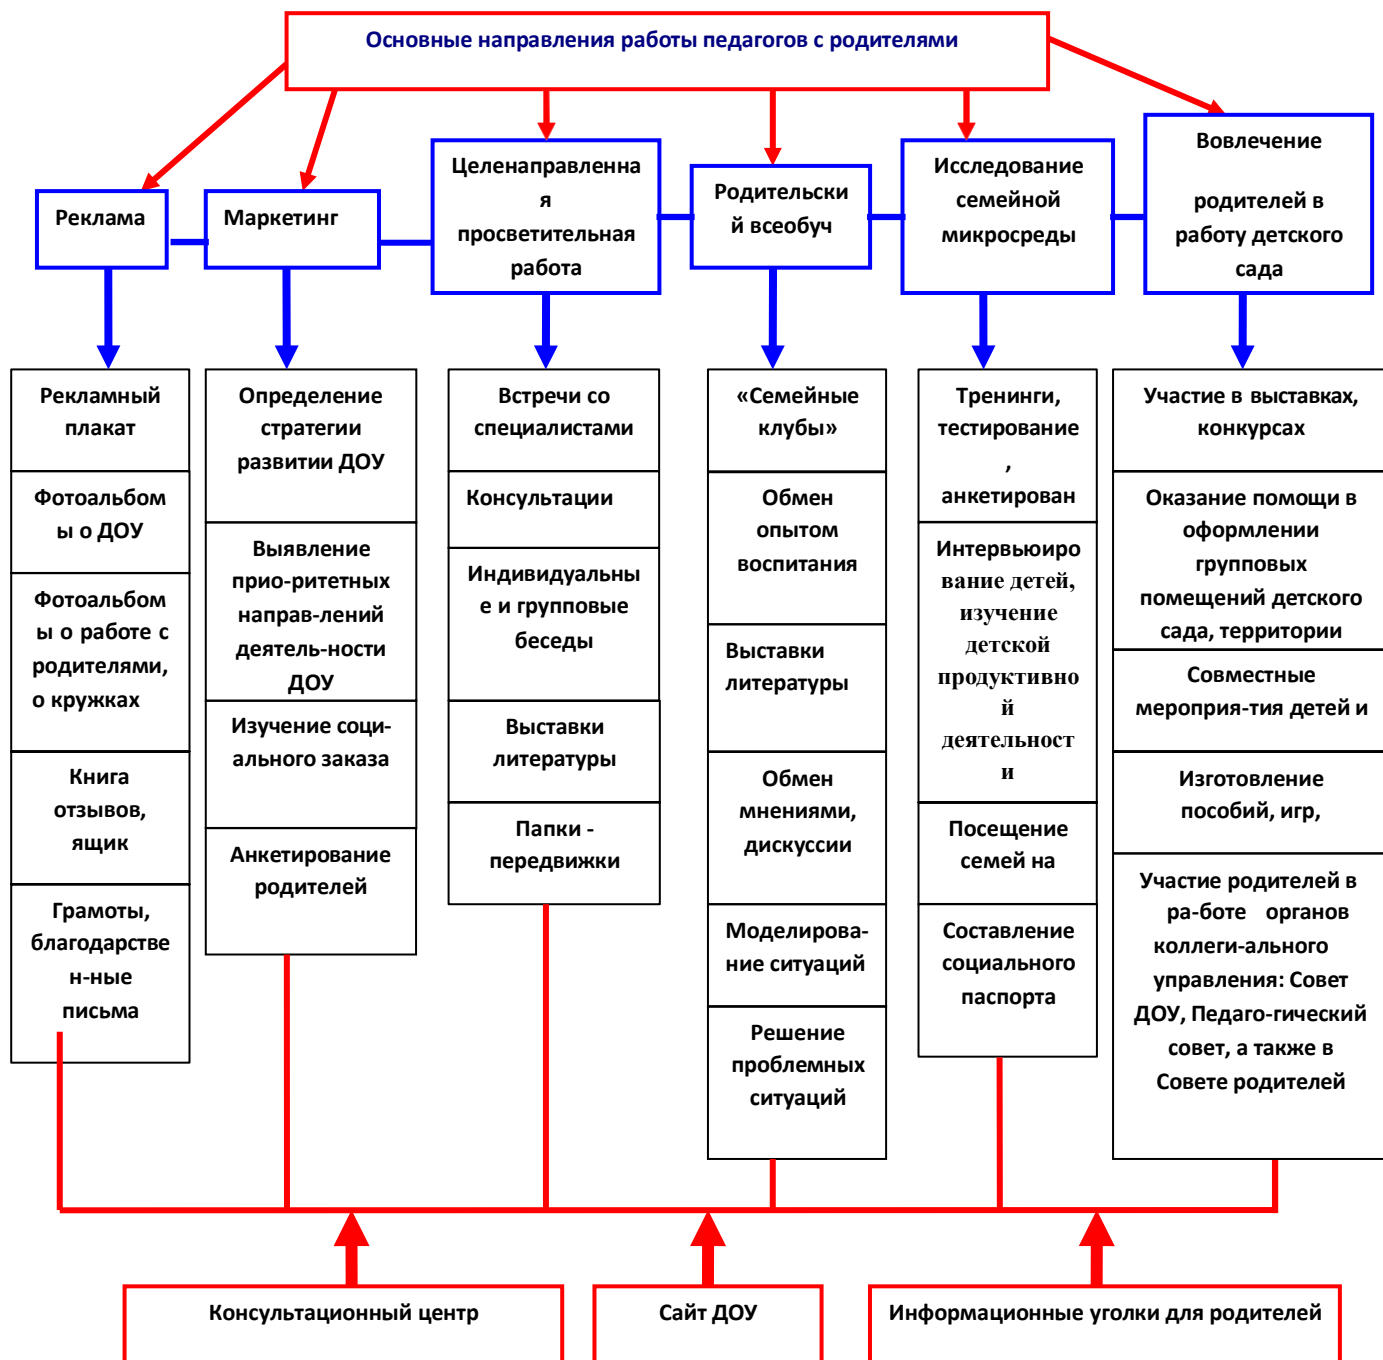 Основные направления работы педагогов с родителями
Реклама
Маркетинг
Целенаправленна
я
просветительная
работа
Родительски
й всеобуч
Исследование
семейной
микросреды
Вовлечение
родителей в
работу детского
сада
Рекламный
плакат
Фотоальбом
ы о ДОУ
Фотоальбом
ы о работе с
родителями,
о кружках
Книга
отзывов,
ящик
Грамоты,
благодарстве
н-ные
письма
Определение
стратегии
развитии ДОУ
Выявление
прио-ритетных
направ-лений
деятель-ности
ДОУ
Изучение соци-
ального заказа
Анкетирование
родителей
Встречи со
специалистами
Консультации
Индивидуальны
е и групповые
беседы
Выставки
литературы
Папки -
передвижки
«Семейные
клубы»
Обмен
опытом
воспитания
Выставки
литературы
Обмен
мнениями,
дискуссии
Моделирова-
ние ситуаций
Решение
проблемных
ситуаций
Тренинги,
тестирование
,
анкетирован
Интервьюиро
вание детей,
изучение
детской
продуктивно
й
деятельност
и
Посещение
семей на
Составление
социального
паспорта
Участие в выставках,
конкурсах
Оказание помощи в
оформлении
групповых
помещений детского
сада, территории
Совместные
мероприя-тия детей и
Изготовление
пособий, игр,
Участие родителей в
ра-боте органов
коллеги-ального
управления: Совет
ДОУ, Педаго-гический
совет, а также в
Совете родителей
Консультационный центр
Сайт ДОУ
Информационные уголки для родителей